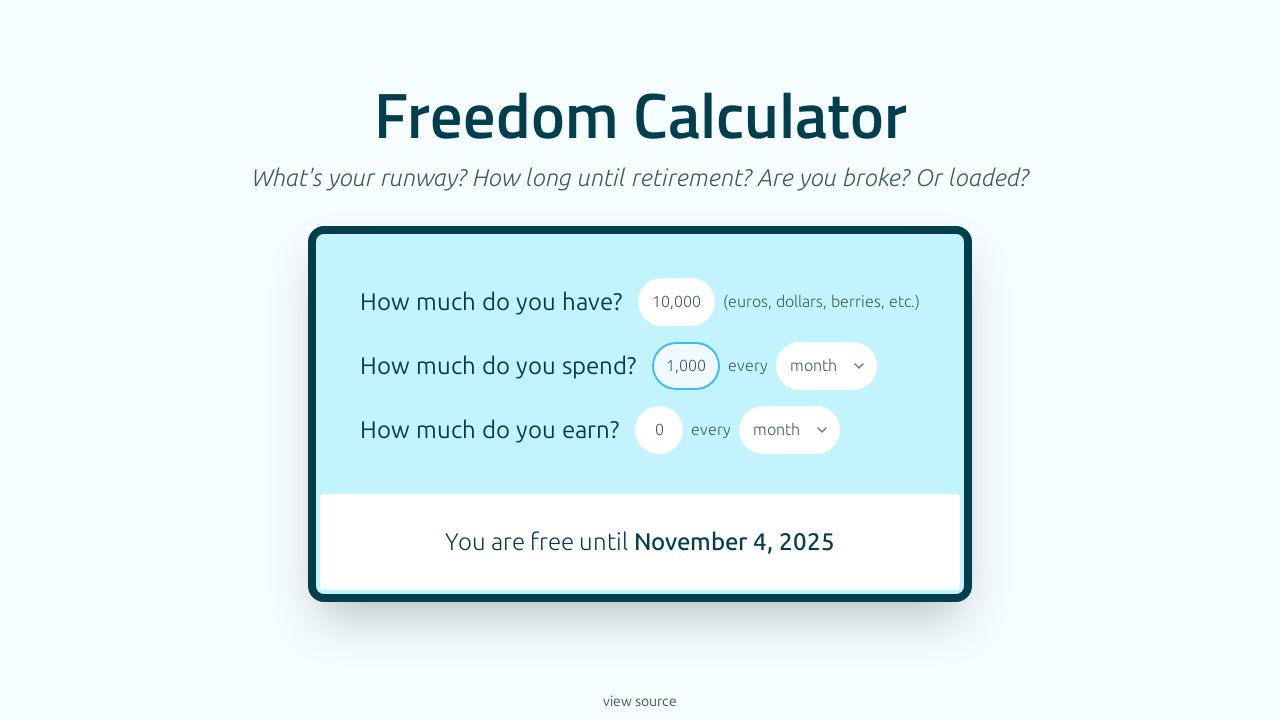 Freedom Calculator
What's your runway? How long until retirement? Are you broke? Or loaded?
How much do you have? 10,000 (euros, dollars, berries, etc.)
How much do you spend? 1,000 every month
How much do you earn? 0 every month
You are free until November 4, 2025
view source